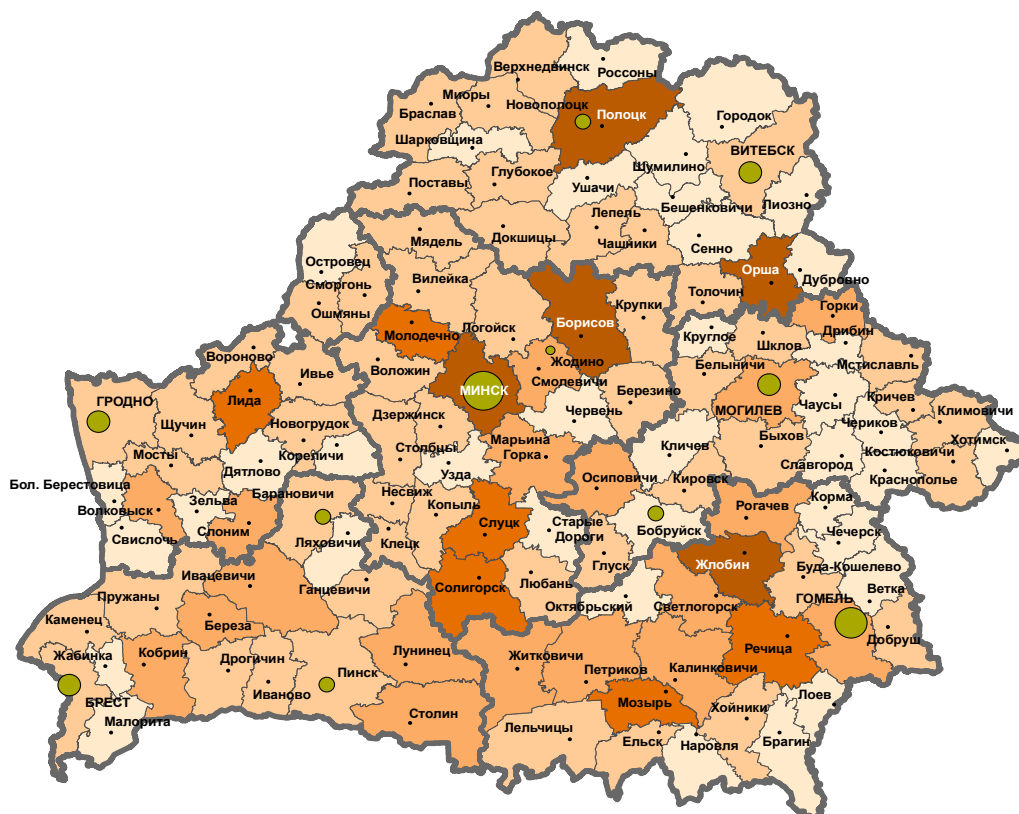 Верхнедвинск
Россоны
Миоры
Новополоцк
Браслав
Полоцк
Городок
Шарковщина
ВИТЕБСК
Шумилино
Глубокое
Поставы
Ушачи
Бешенковичи
Лиозно
Лепель
Мядель
Докшицы
Чашники
Сенно
Островец
Орша
Вилейка
Сморгонь
Толочин
Дубровно
Ошмяны
Крупки
Горки
Борисов
Логойск
Молодечно
Круглое
Дрибин
Шклов
Вороново
Жодино
Белыничи
Мстиславль
Воложин
Ивье
Смолевичи
МИНСК
Березино
Кричев
ГРОДНО
Лида
Чаусы
Климовичи
МОГИЛЕВ
Дзержинск
Червень
Щучин
Новогрудок
Чериков
Марьина
Горка
Быхов
Хотимск
Столбцы
Кличев
Мосты
Кореличи
Костюковичи
Дятлово
Узда
Славгород
Краснополье
Бол. Берестовица
Осиповичи
Кировск
Барановичи
Несвиж
Корма
Зельва
Рогачев
Волковыск
Копыль
Слуцк
Старые
Дороги
Бобруйск
Слоним
Ляховичи
Клецк
Чечерск
Свислочь
Жлобин
Глуск
Буда-Кошелево
Ивацевичи
Любань
Солигорск
Ганцевичи
Ветка
Пружаны
Октябрьский
Светлогорск
ГОМЕЛЬ
Каменец
Береза
Добруш
Жабинка
Кобрин
Дрогичин
Лунинец
Житковичи
Речица
Петриков
Калинковичи
Пинск
Иваново
БРЕСТ
Мозырь
Лоев
Малорита
Столин
Хойники
Лельчицы
Ельск
Наровля
Брагин